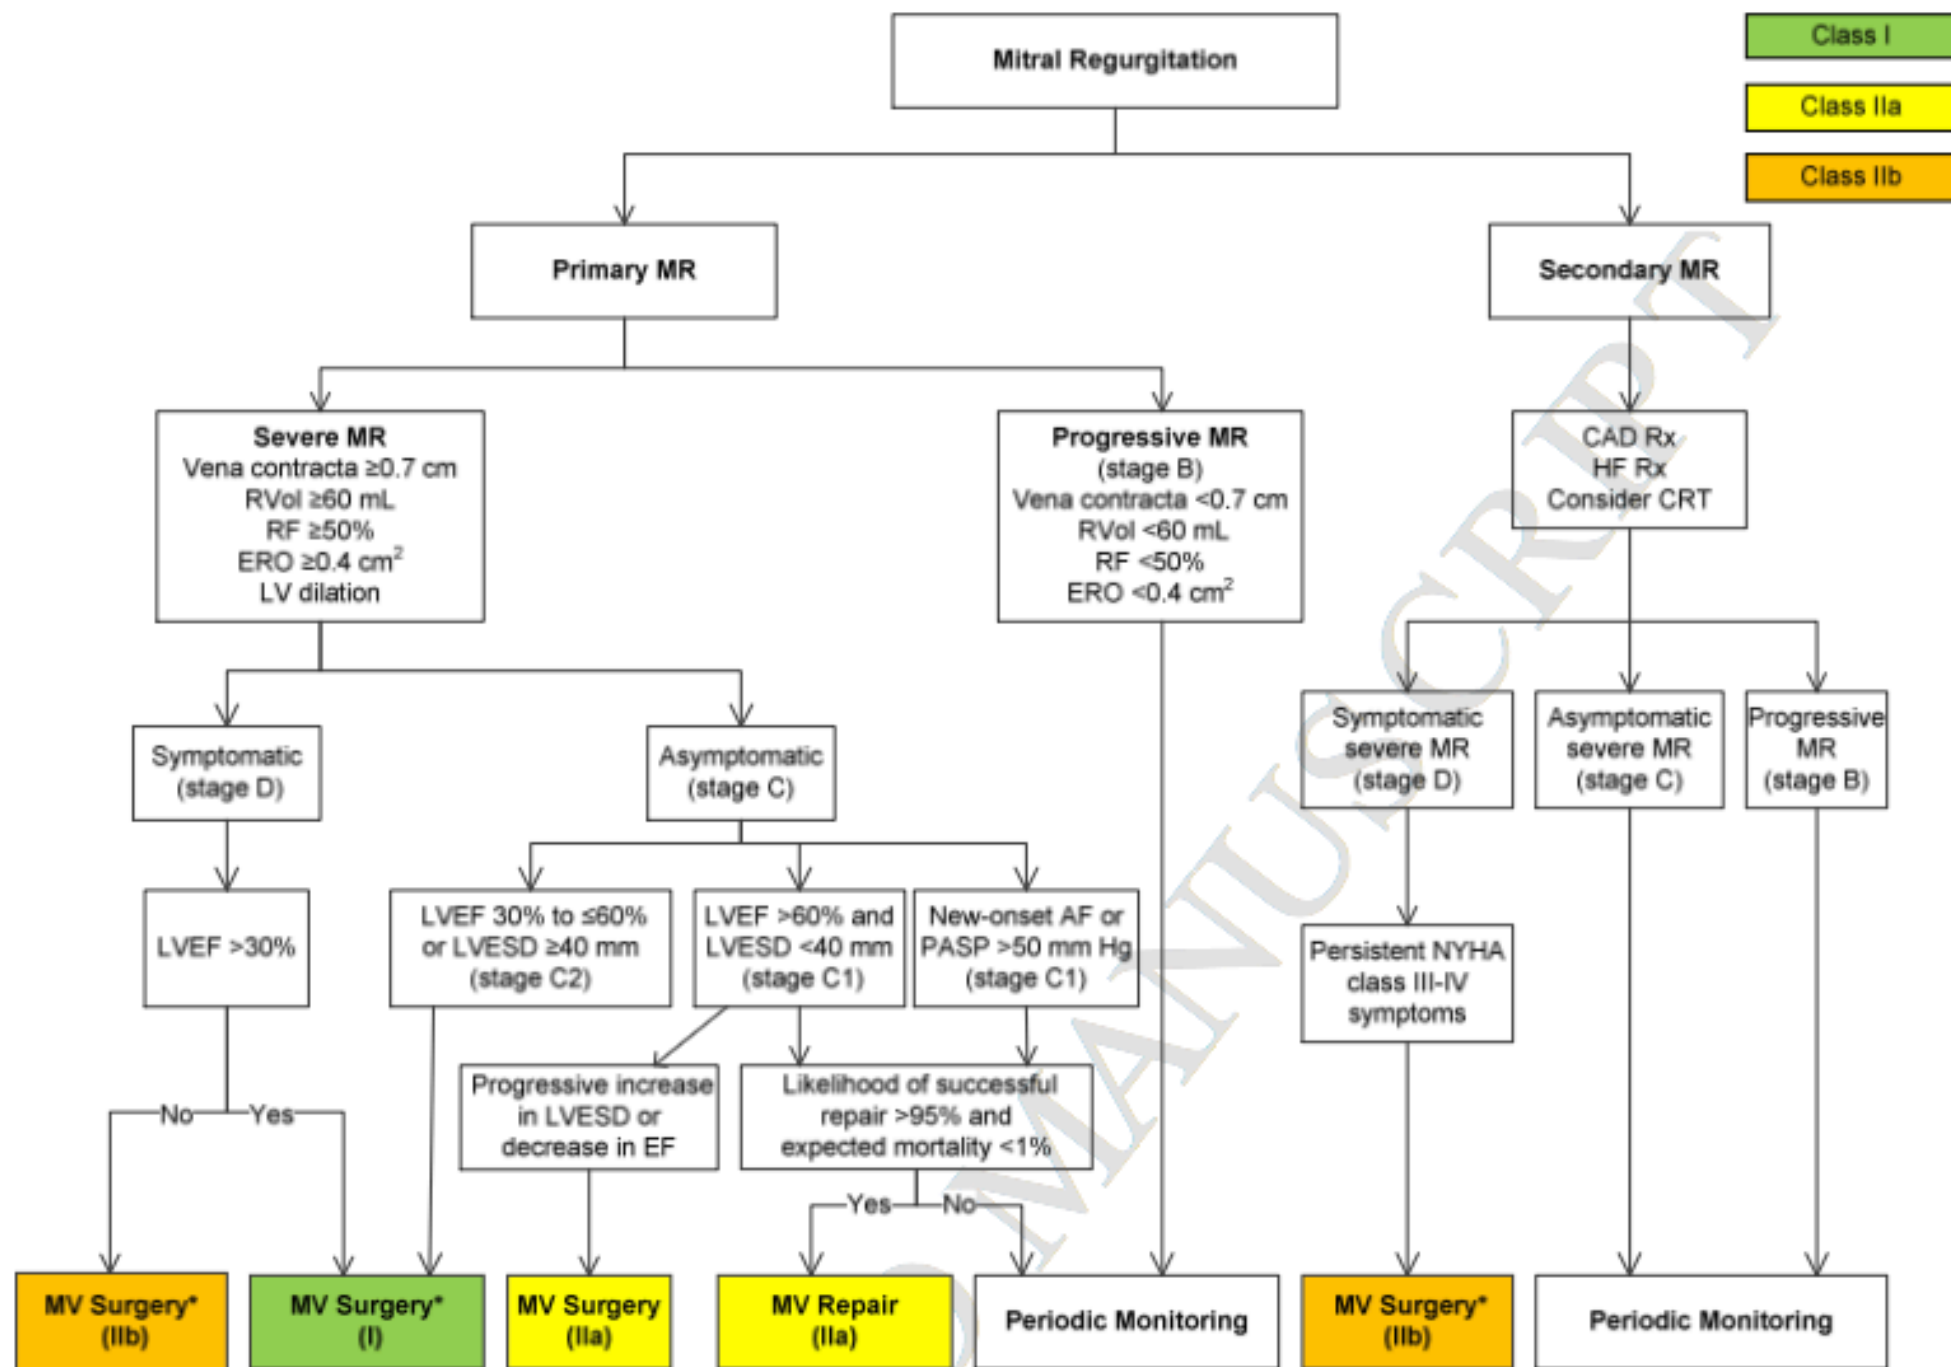 Mitral Regurgitation
Class I
Class IIa
Class IIb
Primary MR
Secondary MR
Severe MR
Vena contracta ≥0.7 cm
RVol ≥60 mL
RF ≥50%
ERO ≥0.4 cm²
LV dilation
Progressive MR
(stage B)
Vena contracta <0.7 cm
RVol <60 mL
RF <50%
ERO <0.4 cm²
CAD Rx
HF Rx
Consider CRT
Symptomatic
(stage D)
Asymptomatic
(stage C)
Symptomatic
severe MR
(stage D)
Asymptomatic
severe MR
(stage C)
Progressive
MR
(stage B)
LVEF >30%
LVEF 30% to ≤60%
or LVESD ≥40 mm
(stage C2)
LVEF >60% and
LVESD <40 mm
(stage C1)
New-onset AF or
PASP >50 mm Hg
(stage C1)
Persistent NYHA
class III-IV
symptoms
Progressive increase
in LVESD or
decrease in EF
Likelihood of successful
repair >95% and
expected mortality <1%
No
Yes
Yes
No
MV Surgery*
(IIb)
MV Surgery*
(I)
MV Surgery
(IIa)
MV Repair
(IIa)
Periodic Monitoring
MV Surgery*
(IIb)
Periodic Monitoring
MANUSCRIPT